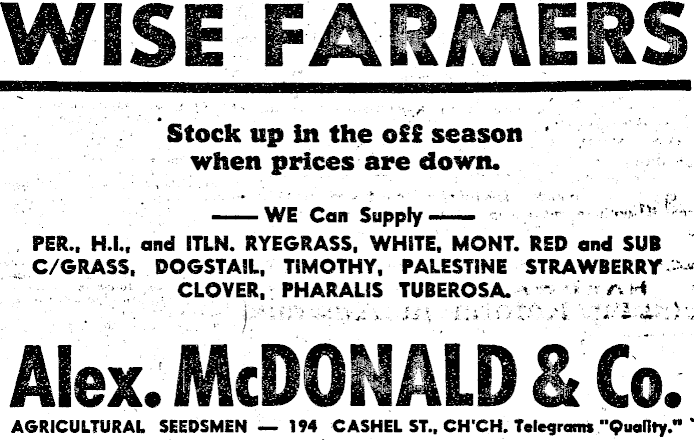 WISE FARMERS
Stock up in the off season
when prices are down.
WE Can Supply
PER., H.I., and ITLN. RYEGRASS, WHITE, MONT. RED and SUB
C/GRASS, DOGSTAIL, TIMOTHY, PALESTINE STRAWBERRY
CLOVER, PHARALIS TUBEROSA.
Alex. McDONALD & Co.
AGRICULTURAL SEEDSMEN — 194 CASHEL ST., CH'CH. Telegrams "Quality."